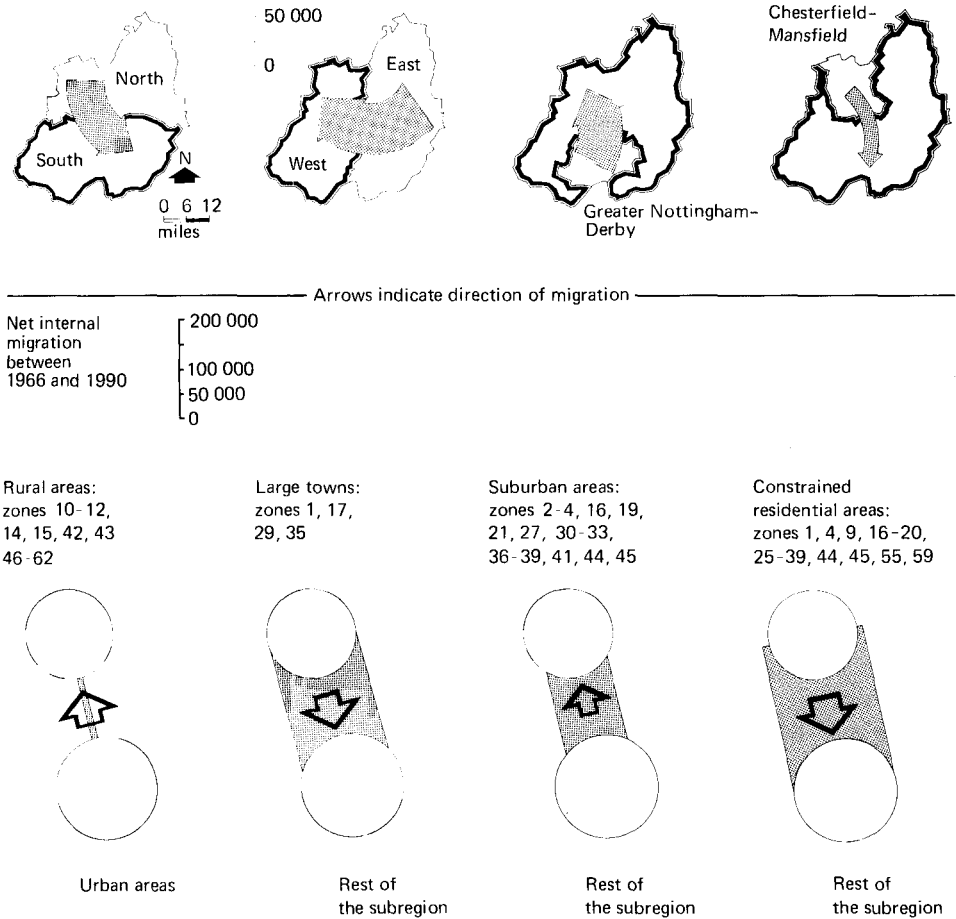 50 000
0
North
South
N
0 6 12
miles
East
West
Greater Nottingham-
Derby
Chesterfield-
Mansfield
Arrows indicate direction of migration
Net internal
migration
between
1966 and 1990
200 000
100 000
50 000
0
Rural areas:
zones 10-12,
14, 15, 42, 43
46-62
Large towns:
zones 1, 17,
29, 35
Suburban areas:
zones 2-4, 16, 19,
21, 27, 30-33,
36-39, 41, 44, 45
Constrained
residential areas:
zones 1, 4, 9, 16-20,
25-39, 44, 45, 55, 59
Urban areas
Rest of
the subregion
Rest of
the subregion
Rest of
the subregion